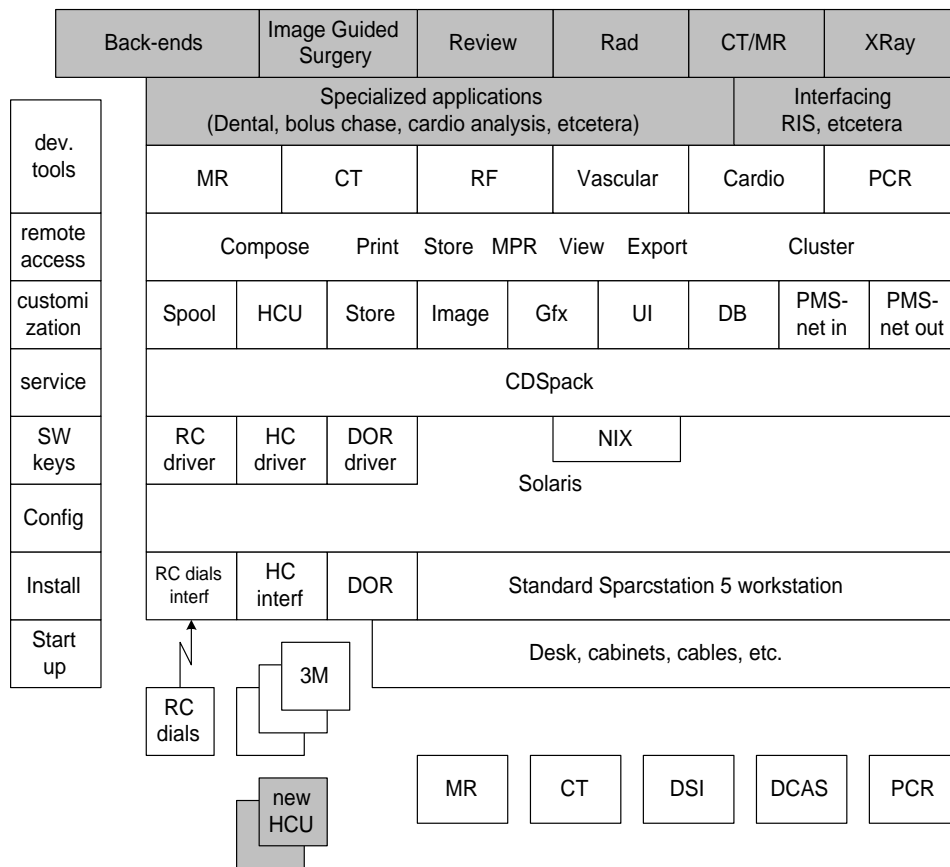 Back-ends
Image Guided
Surgery
Review
Rad
CT/MR
XRay
Specialized applications
(Dental, bolus chase, cardio analysis, etcetera)
Interfacing
RIS, etcetera
dev.
tools
MR
CT
RF
Vascular
Cardio
PCR
remote
access
Compose Print Store MPR View Export Cluster
customi
zation
Spool
HCU
Store
Image
Gfx
UI
DB
PMS-
net in
PMS-
net out
service
CDSpack
SW
keys
RC
driver
HC
driver
DOR
driver
NIX
Solaris
Config
Install
RC dials
interf
HC
interf
DOR
Standard Sparcstation 5 workstation
Start
up
3M
Desk, cabinets, cables, etc.
RC
dials
new
HCU
MR
CT
DSI
DCAS
PCR